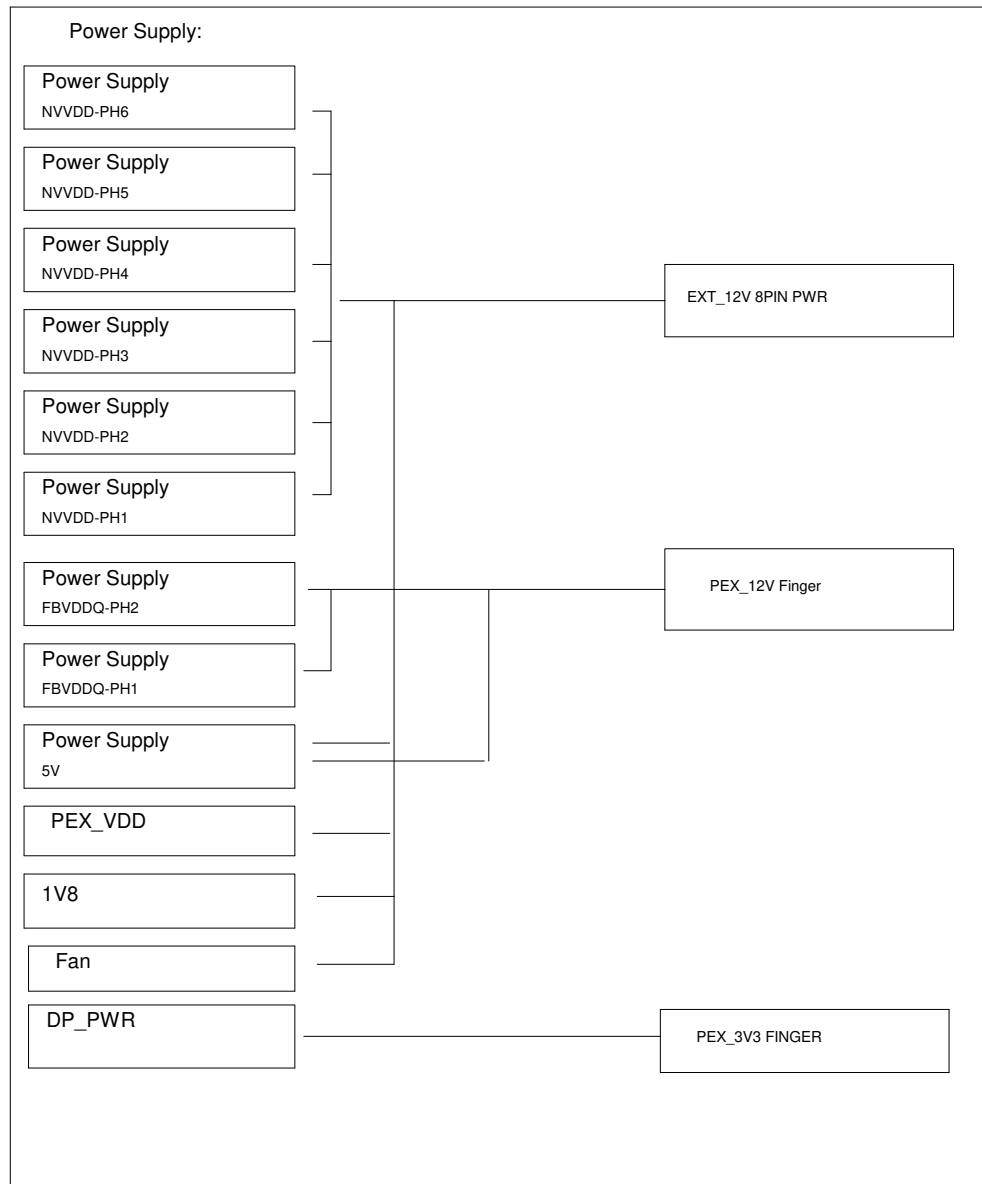 Power Supply:
Power Supply
NVVDD-PH6
Power Supply
NVVDD-PH5
Power Supply
NVVDD-PH4
EXT_12V 8PIN PWR
Power Supply
NVVDD-PH3
Power Supply
NVVDD-PH2
Power Supply
NVVDD-PH1
Power Supply
FBVDDQ-PH2
PEX_12V Finger
Power Supply
FBVDDQ-PH1
Power Supply
5V
PEX_VDD
1V8
Fan
DP_PWR
PEX_3V3 FINGER